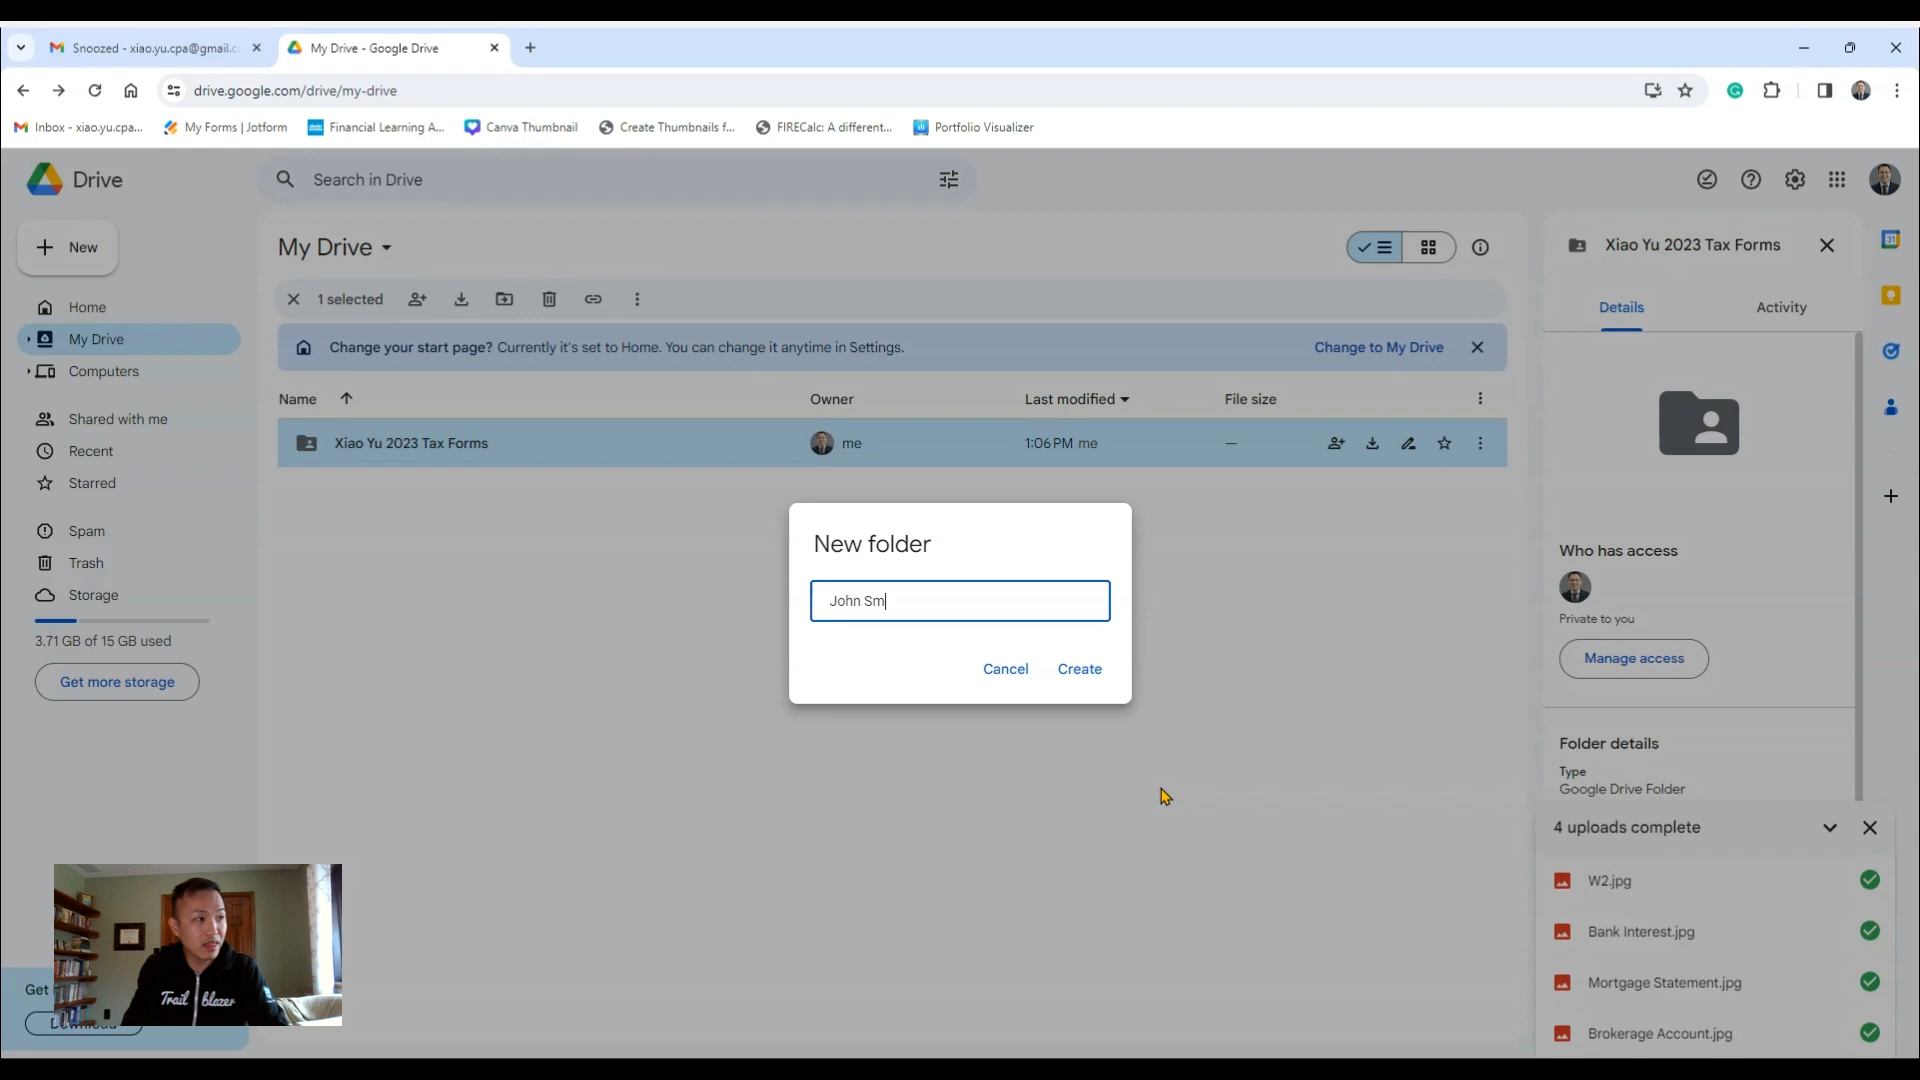 Snoozed - xiao.yu.cpa@gmail.c
My Drive - Google Drive
drive.google.com/drive/my-drive
Inbox - xiao.yu.cpa...
My Forms | Jotform
Financial Learning A...
Canva Thumbnail
Create Thumbnails f...
FIRECalc: A different...
Portfolio Visualizer
Drive
Search in Drive
New
Home
My Drive
Computers
Shared with me
Recent
Starred
Spam
Trash
Storage
3.71 GB of 15 GB used
Get more storage
Get
My Drive
1 selected
Change your start page? Currently it's set to Home. You can change it anytime in Settings.
Change to My Drive
Name
Owner
Last modified
File size
Xiao Yu 2023 Tax Forms
me
1:06 PM me
—
New folder
John Sm
Cancel
Create
Xiao Yu 2023 Tax Forms
Details
Activity
Who has access
Private to you
Manage access
Folder details
Type
Google Drive Folder
4 uploads complete
W2.jpg
Bank Interest.jpg
Mortgage Statement.jpg
Brokerage Account.jpg
31
Trail blazer